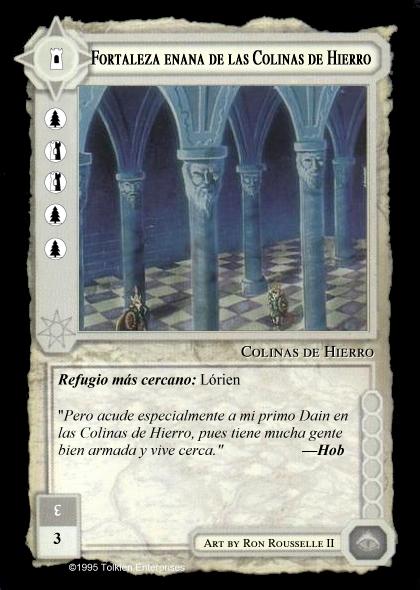 Fortaleza enana de las Colinas de Hierro
Colinas de Hierro
Refugio más cercano: Lórien
"Pero acude especialmente a mi primo Dain en
las Colinas de Hierro, pues tiene mucha gente
bien armada y vive cerca." —Hob
ε
3
Art by Ron Rousselle II
©1995 Tolkien Enterprises